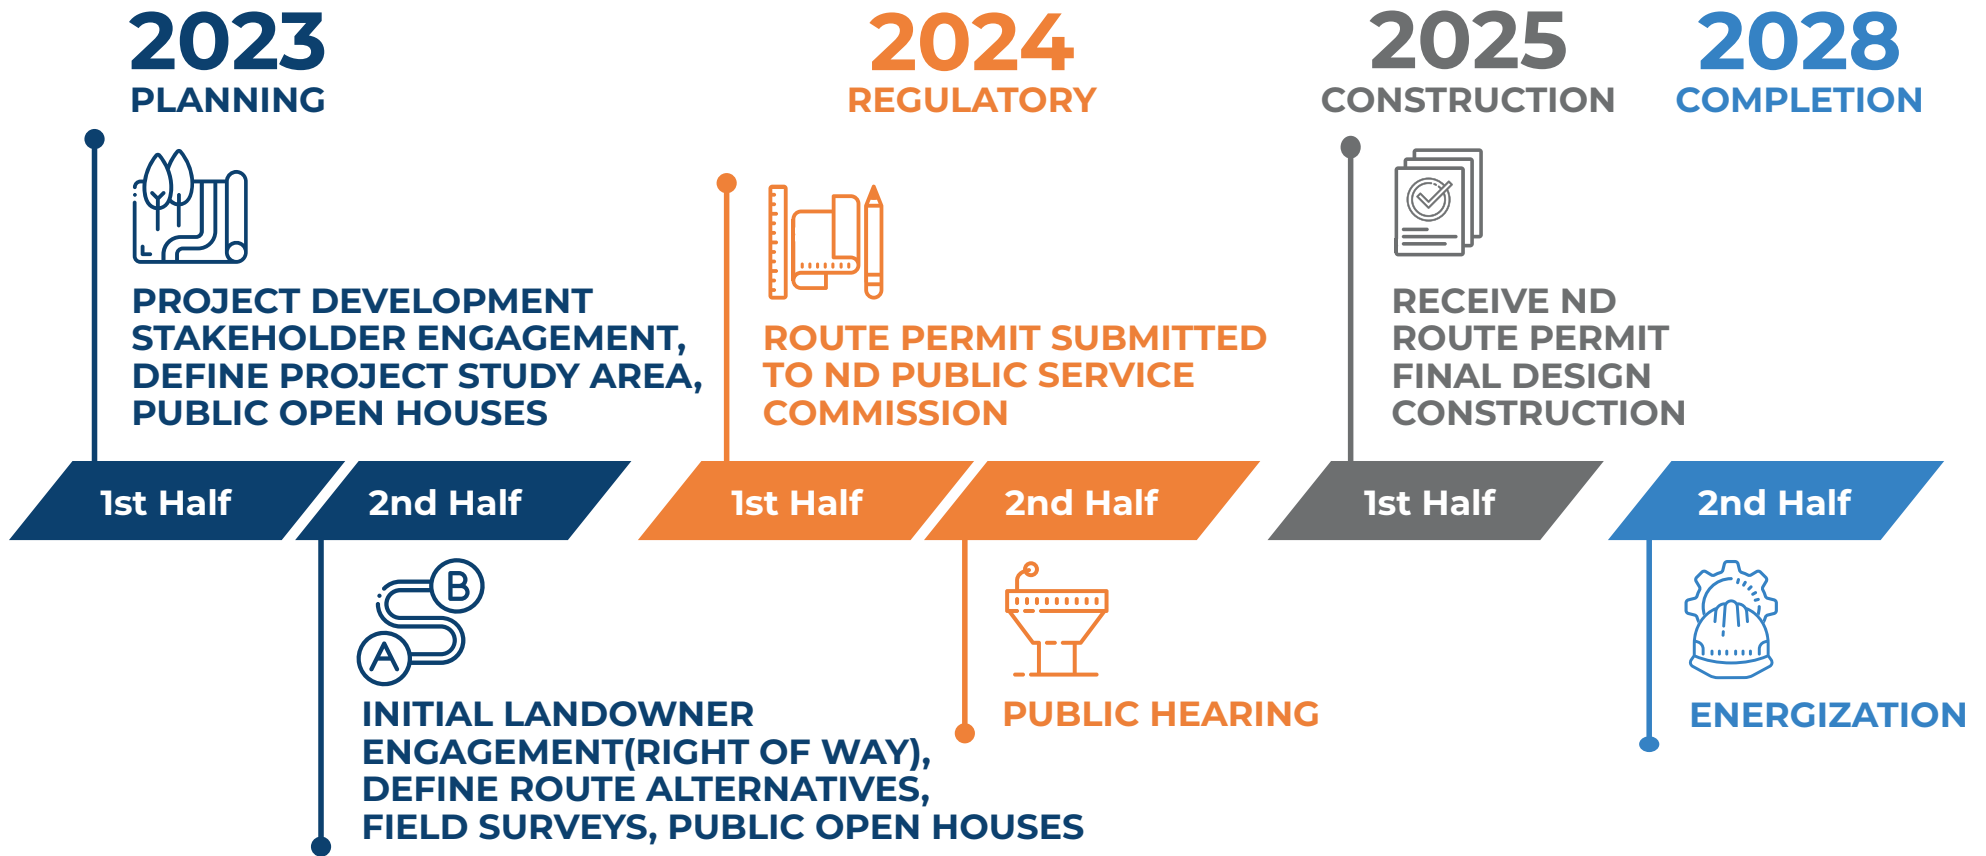 2023
PLANNING
2024
REGULATORY
2025
CONSTRUCTION
2028
COMPLETION
PROJECT DEVELOPMENT
STAKEHOLDER ENGAGEMENT,
DEFINE PROJECT STUDY AREA,
PUBLIC OPEN HOUSES
ROUTE PERMIT SUBMITTED
TO ND PUBLIC SERVICE
COMMISSION
RECEIVE ND
ROUTE PERMIT
FINAL DESIGN
CONSTRUCTION
1st Half
2nd Half
1st Half
2nd Half
1st Half
2nd Half
B
A
INITIAL LANDOWNER
ENGAGEMENT(RIGHT OF WAY),
DEFINE ROUTE ALTERNATIVES,
FIELD SURVEYS, PUBLIC OPEN HOUSES
PUBLIC HEARING
ENERGIZATION